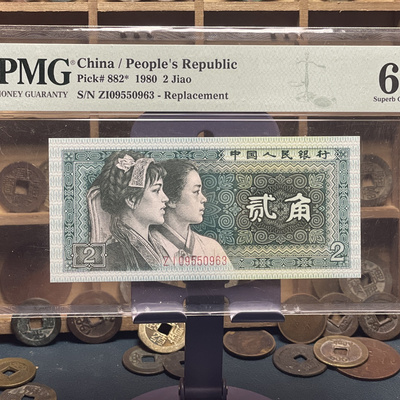 PMG
MONEY GUARANTY
China / People's Republic
Pick# 882* 1980 2 Jiao
S/N ZI09550963 - Replacement
6
Superb
中国人民银行
贰角
2
ZI09550963
2